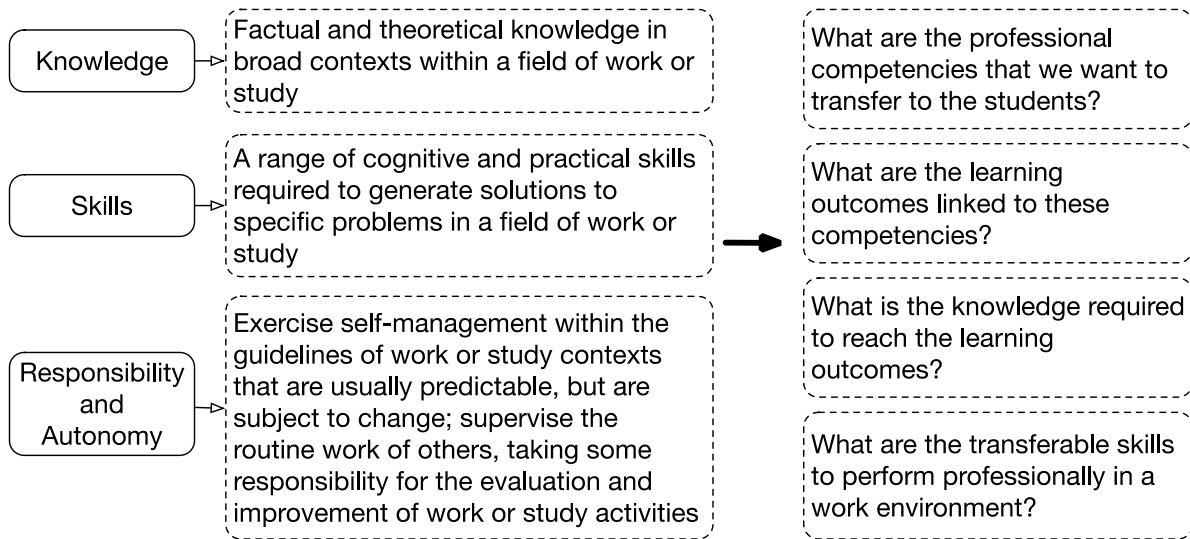 Knowledge
Factual and theoretical knowledge in
broad contexts within a field of work or
study
Skills
A range of cognitive and practical skills
required to generate solutions to
specific problems in a field of work or
study
Responsibility
and
Autonomy
Exercise self-management within the
guidelines of work or study contexts
that are usually predictable, but are
subject to change; supervise the
routine work of others, taking some
responsibility for the evaluation and
improvement of work or study activities
What are the professional
competencies that we want to
transfer to the students?
What are the learning
outcomes linked to these
competencies?
What is the knowledge required
to reach the learning
outcomes?
What are the transferable skills
to perform professionally in a
work environment?